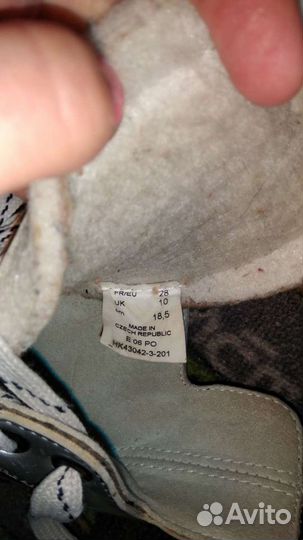 FR/EU 28
UK 10
cm 18,5
MADE IN
CZECH REPUBLIC
E 06 PO
HK43042-3-201
Avito